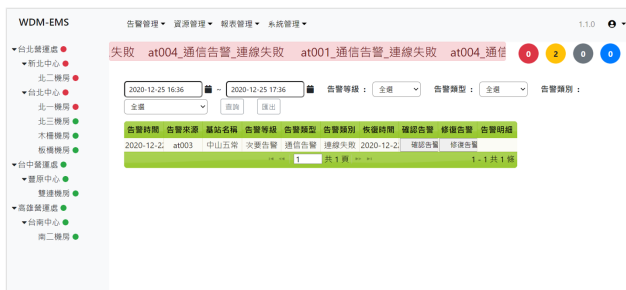 WDM-EMS
告警管理 資源管理 報表管理 系統管理
1.1.0
失敗 at004_通信告警_連線失敗 at001_通信告警_連線失敗 at004_通信
0 2 0 0
台北營運處
新北中心
北二機房
台北中心
北一機房
北三機房
木柵機房
板橋機房
台中營運處
豐原中心
雙連機房
高雄營運處
台南中心
南二機房
2020-12-25 16:36 ~ 2020-12-25 17:36 告警等級 : 全選 告警類型 : 全選 告警類別 :
全選 查詢 匯出
告警時間 告警來源 基站名稱 告警等級 告警類型 告警類別 恢復時間 確認告警 修復告警 告警明細
2020-12-22 at003 中山五常 次要告警 通信告警 連線失敗 2020-12-22 確認告警 修復告警
1 共 1 頁 1 - 1 共 1 條